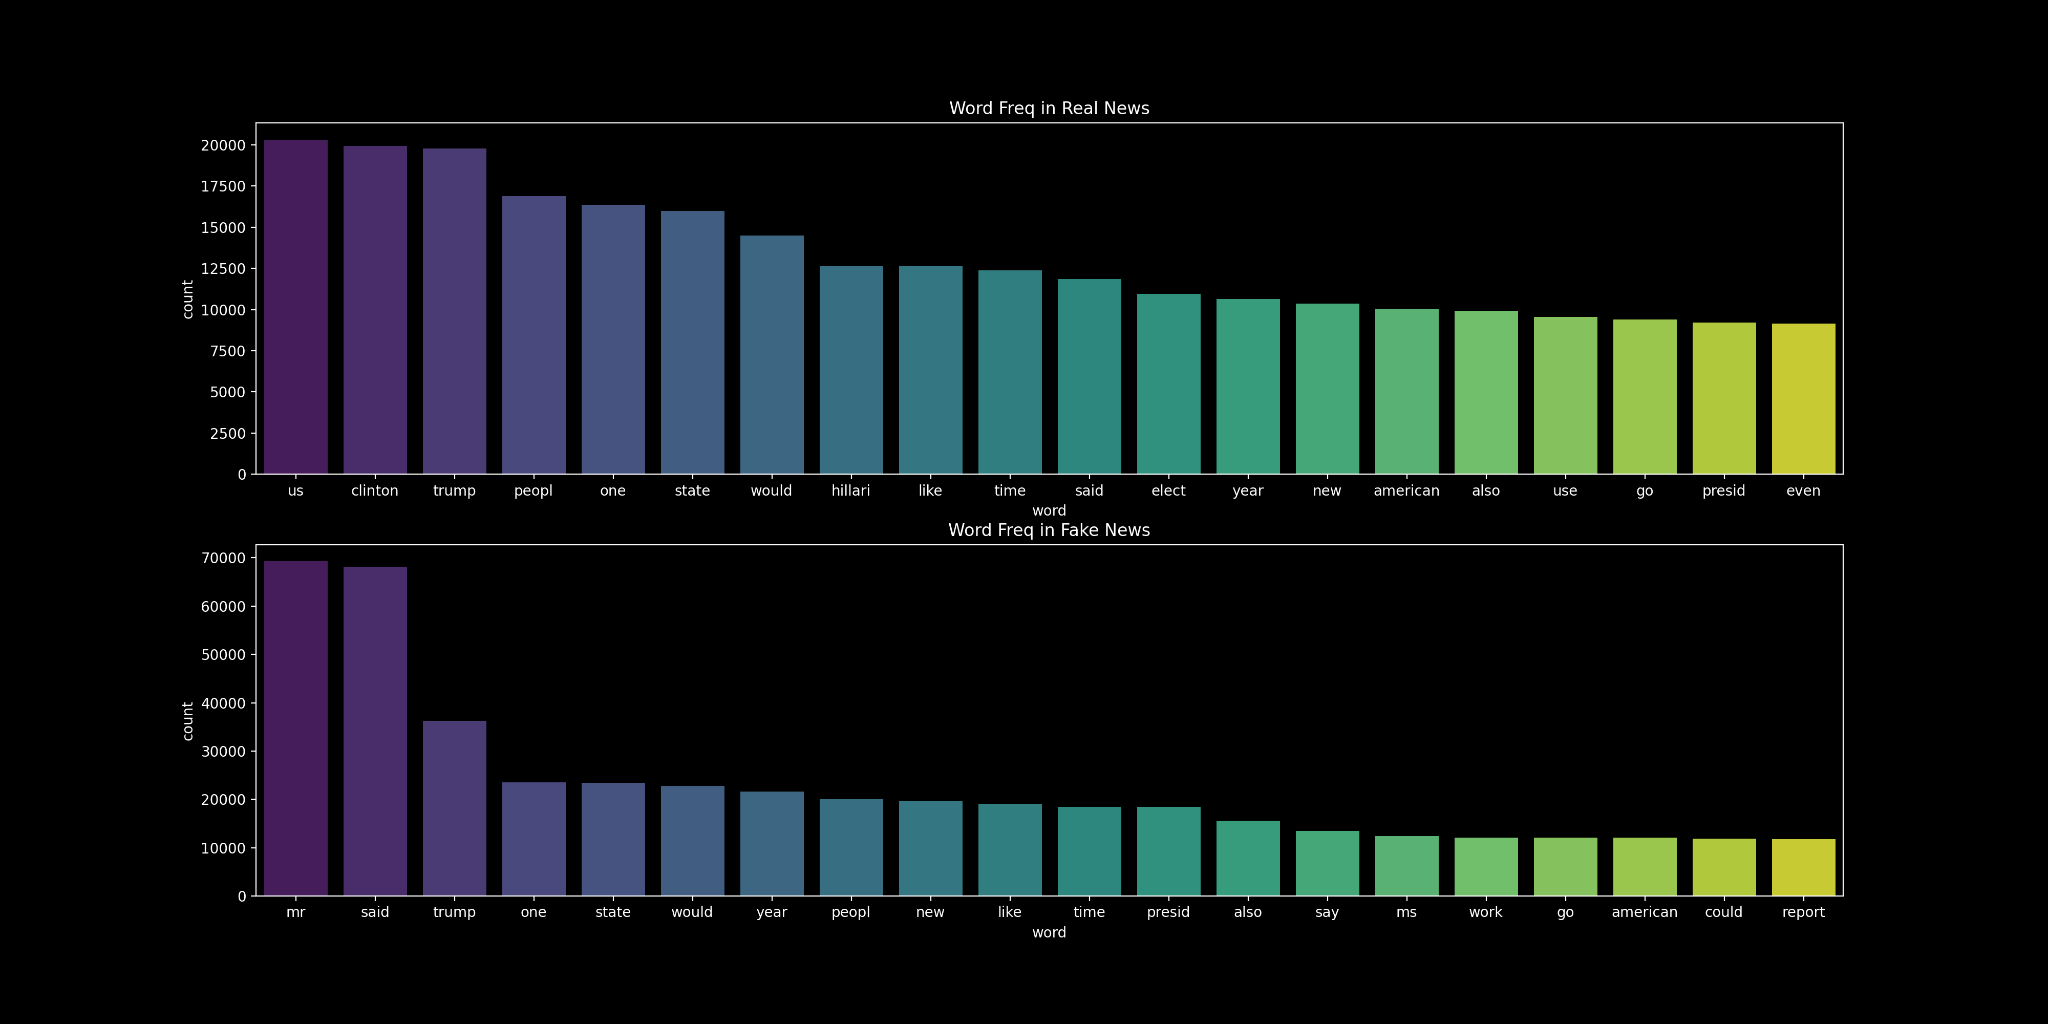 Word Freq in Real News
20000
17500
15000
12500
10000
7500
5000
2500
0
count
us clinton trump peopl one state would hillari like time said elect year new american also use go presid even
word
Word Freq in Fake News
70000
60000
50000
40000
30000
20000
10000
0
count
mr said trump one state would year peopl new like time presid also say ms work go american could report
word